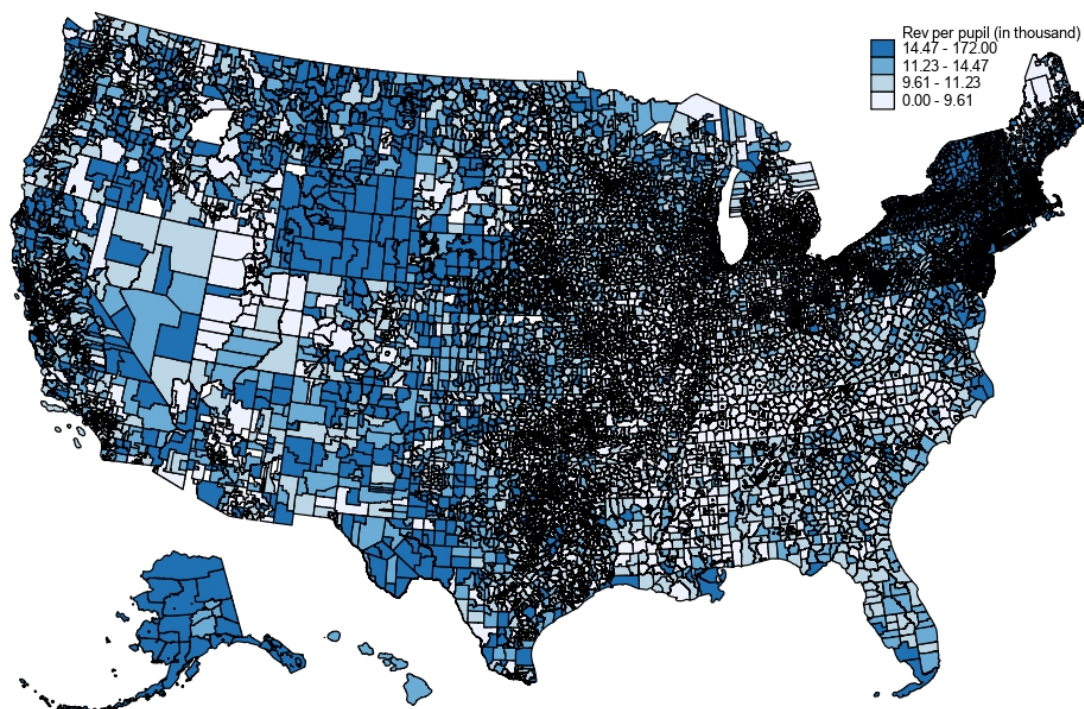 Rev per pupil (in thousand)
14.47 - 172.00
11.23 - 14.47
9.61 - 11.23
0.00 - 9.61